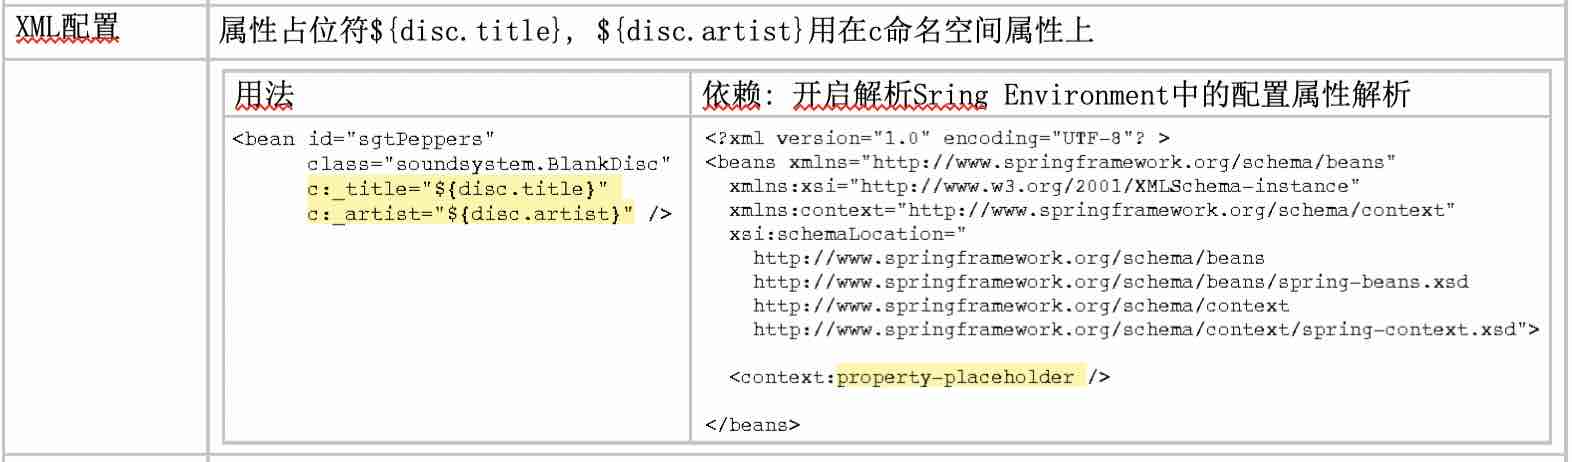 XML配置
属性占位符${disc.title}, ${disc.artist}用在c命名空间属性上
用法
<bean id="sgtPeppers"
class="soundsystem.BlankDisc"
c:_title="${disc.title}"
c:_artist="${disc.artist}" />
依赖: 开启解析Sring Environment中的配置属性解析
<?xml version="1.0" encoding="UTF-8"? >
<beans xmlns="http://www.springframework.org/schema/beans"
xmlns:xsi="http://www.w3.org/2001/XMLSchema-instance"
xmlns:context="http://www.springframework.org/schema/context"
xsi:schemaLocation="
http://www.springframework.org/schema/beans
http://www.springframework.org/schema/beans/spring-beans.xsd
http://www.springframework.org/schema/context
http://www.springframework.org/schema/context/spring-context.xsd">
<context:property-placeholder />
</beans>